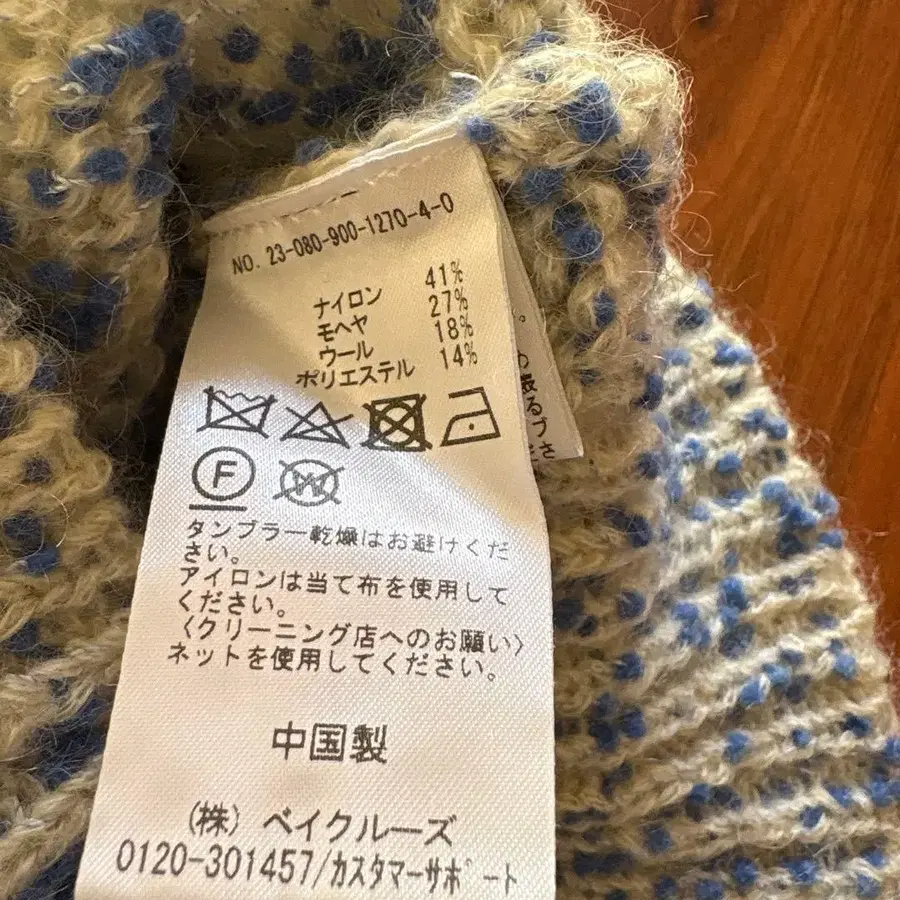 NO. 23-080-900-1270-4-0
ナイロン 41%
モヘヤ 27%
ウール 18%
ポリエステル 14%
F
W
タンブラー乾燥はお避けくだ
さい。
アイロンは当て布を使用して
ください。
〈クリーニング店へのお願い〉
ネットを使用してください。
中国製
(株) ベイクルーズ
0120-301457/カスタマーサポート